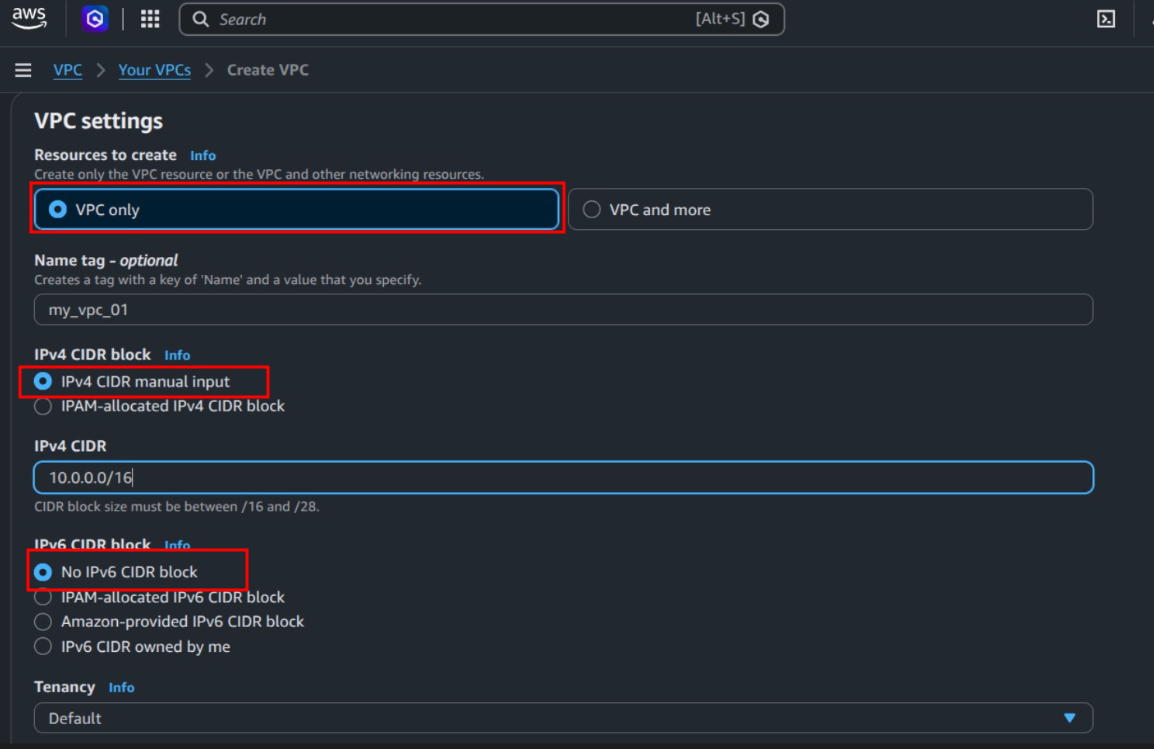 aws
Search [Alt+S]
VPC > Your VPCs > Create VPC
VPC settings
Resources to create Info
Create only the VPC resource or the VPC and other networking resources.
VPC only VPC and more
Name tag - optional
Creates a tag with a key of 'Name' and a value that you specify.
my_vpc_01
IPv4 CIDR block Info
IPv4 CIDR manual input
IPAM-allocated IPv4 CIDR block
IPv4 CIDR
10.0.0.0/16
CIDR block size must be between /16 and /28.
IPv6 CIDR block Info
No IPv6 CIDR block
IPAM-allocated IPv6 CIDR block
Amazon-provided IPv6 CIDR block
IPv6 CIDR owned by me
Tenancy Info
Default